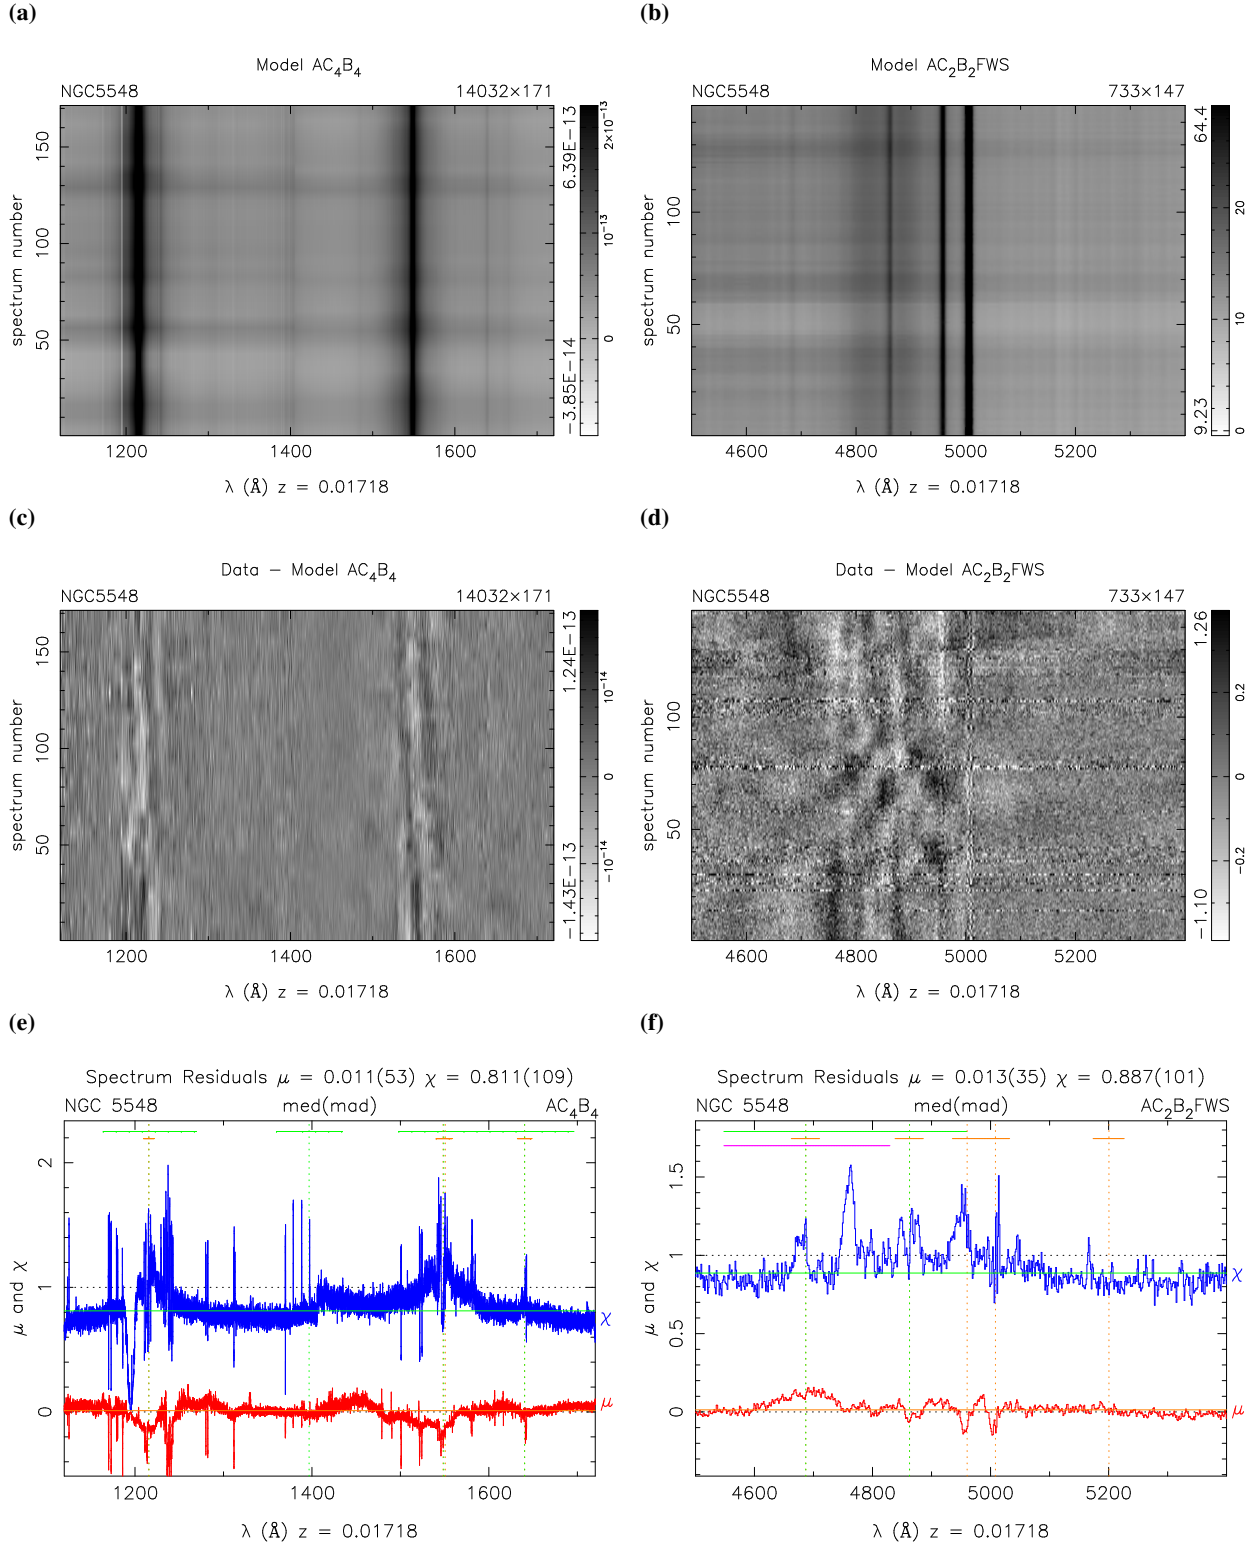 (a)
Model AC₄B₄
NGC5548 14032×171
spectrum number
50 100 150
1200 1400 1600
λ (Å) z = 0.01718
−3.85E−14 6.39E−13
0 10⁻¹³ 2×10⁻¹³
(b)
Model AC₂B₂FWS
NGC5548 733×147
spectrum number
50 100
4600 4800 5000 5200
λ (Å) z = 0.01718
9.23 64.4
0 10 20
(c)
Data − Model AC₄B₄
NGC5548 14032×171
spectrum number
50 100 150
1200 1400 1600
λ (Å) z = 0.01718
−1.43E−13 1.24E−13
−10⁻¹⁴ 0 10⁻¹⁴
(d)
Data − Model AC₂B₂FWS
NGC5548 733×147
spectrum number
50 100
4600 4800 5000 5200
λ (Å) z = 0.01718
−1.10 1.26
−0.2 0 0.2
(e)
Spectrum Residuals μ = 0.011(53) χ = 0.811(109)
NGC 5548 med(mad) AC₄B₄
μ and χ
0 1 2
χ
μ
1200 1400 1600
λ (Å) z = 0.01718
(f)
Spectrum Residuals μ = 0.013(35) χ = 0.887(101)
NGC 5548 med(mad) AC₂B₂FWS
μ and χ
0 0.5 1 1.5
χ
μ
4600 4800 5000 5200
λ (Å) z = 0.01718